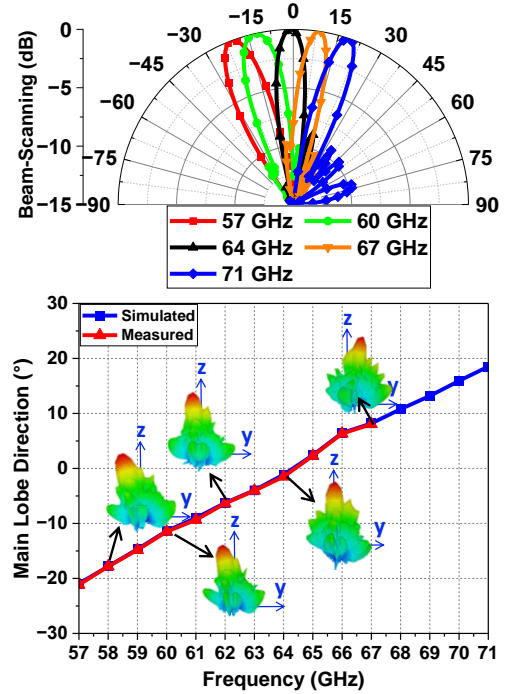 0
−15 15
−30 30
−45 45
−60 60
−75 75
−90 90
0
−5
−10
−15
Beam-Scanning (dB)
57 GHz 60 GHz
64 GHz 67 GHz
71 GHz
30
20
10
0
−10
−20
−30
Main Lobe Direction (°)
Simulated
Measured
z
y
z
y
z
y
z
y
z
y
57 58 59 60 61 62 63 64 65 66 67 68 69 70 71
Frequency (GHz)